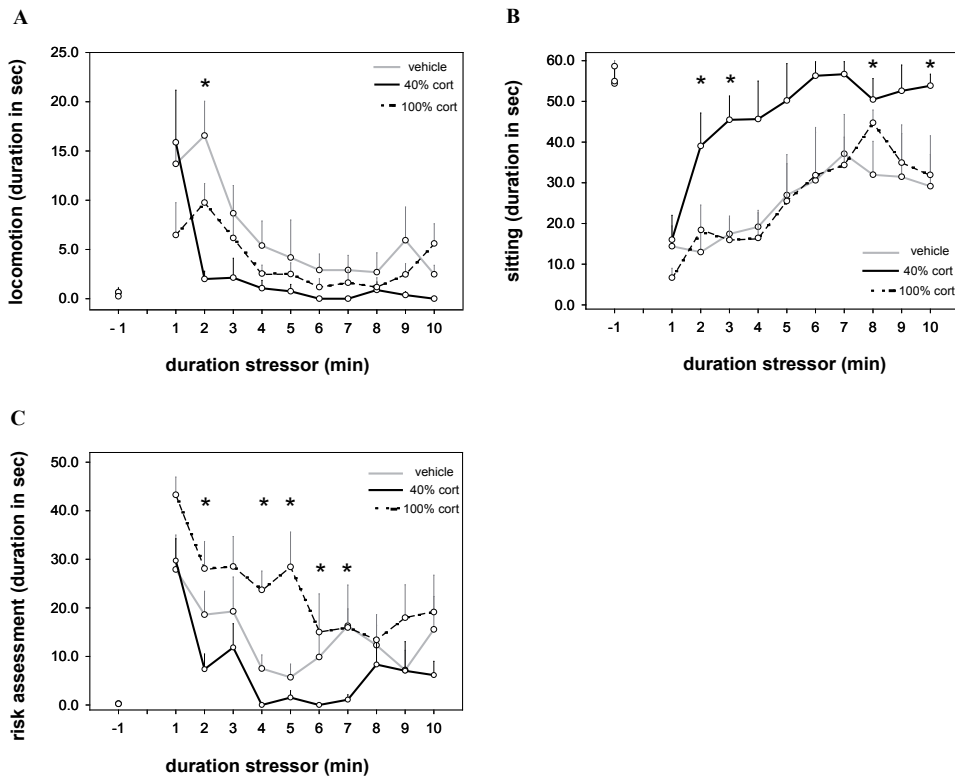 A
locomotion (duration in sec)
25.0
20.0
15.0
10.0
5.0
0.0
*
vehicle
40% cort
100% cort
-1 1 2 3 4 5 6 7 8 9 10
duration stressor (min)
B
sitting (duration in sec)
60.0
50.0
40.0
30.0
20.0
10.0
0.0
* * * *
vehicle
40% cort
100% cort
-1 1 2 3 4 5 6 7 8 9 10
duration stressor (min)
C
risk assessment (duration in sec)
50.0
40.0
30.0
20.0
10.0
0.0
* * * * *
vehicle
40% cort
100% cort
-1 1 2 3 4 5 6 7 8 9 10
duration stressor (min)